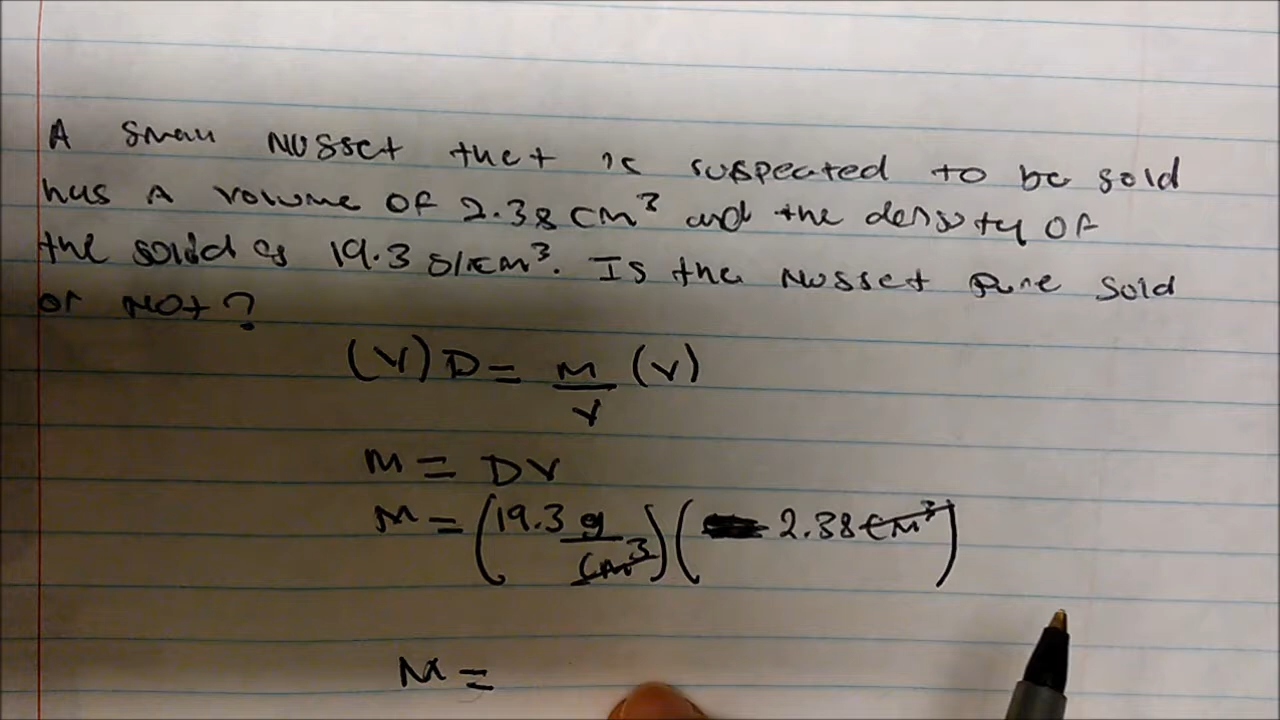 A small nugget that is suspected to be gold
has A volume of 2.38 cm³ and the density of
the gold is 19.3 g/cm³. Is the nugget pure gold
or not?
(V) D = M/V (V)
M = DV
M = (19.3 g/cm³) (2.38 cm³)
M =